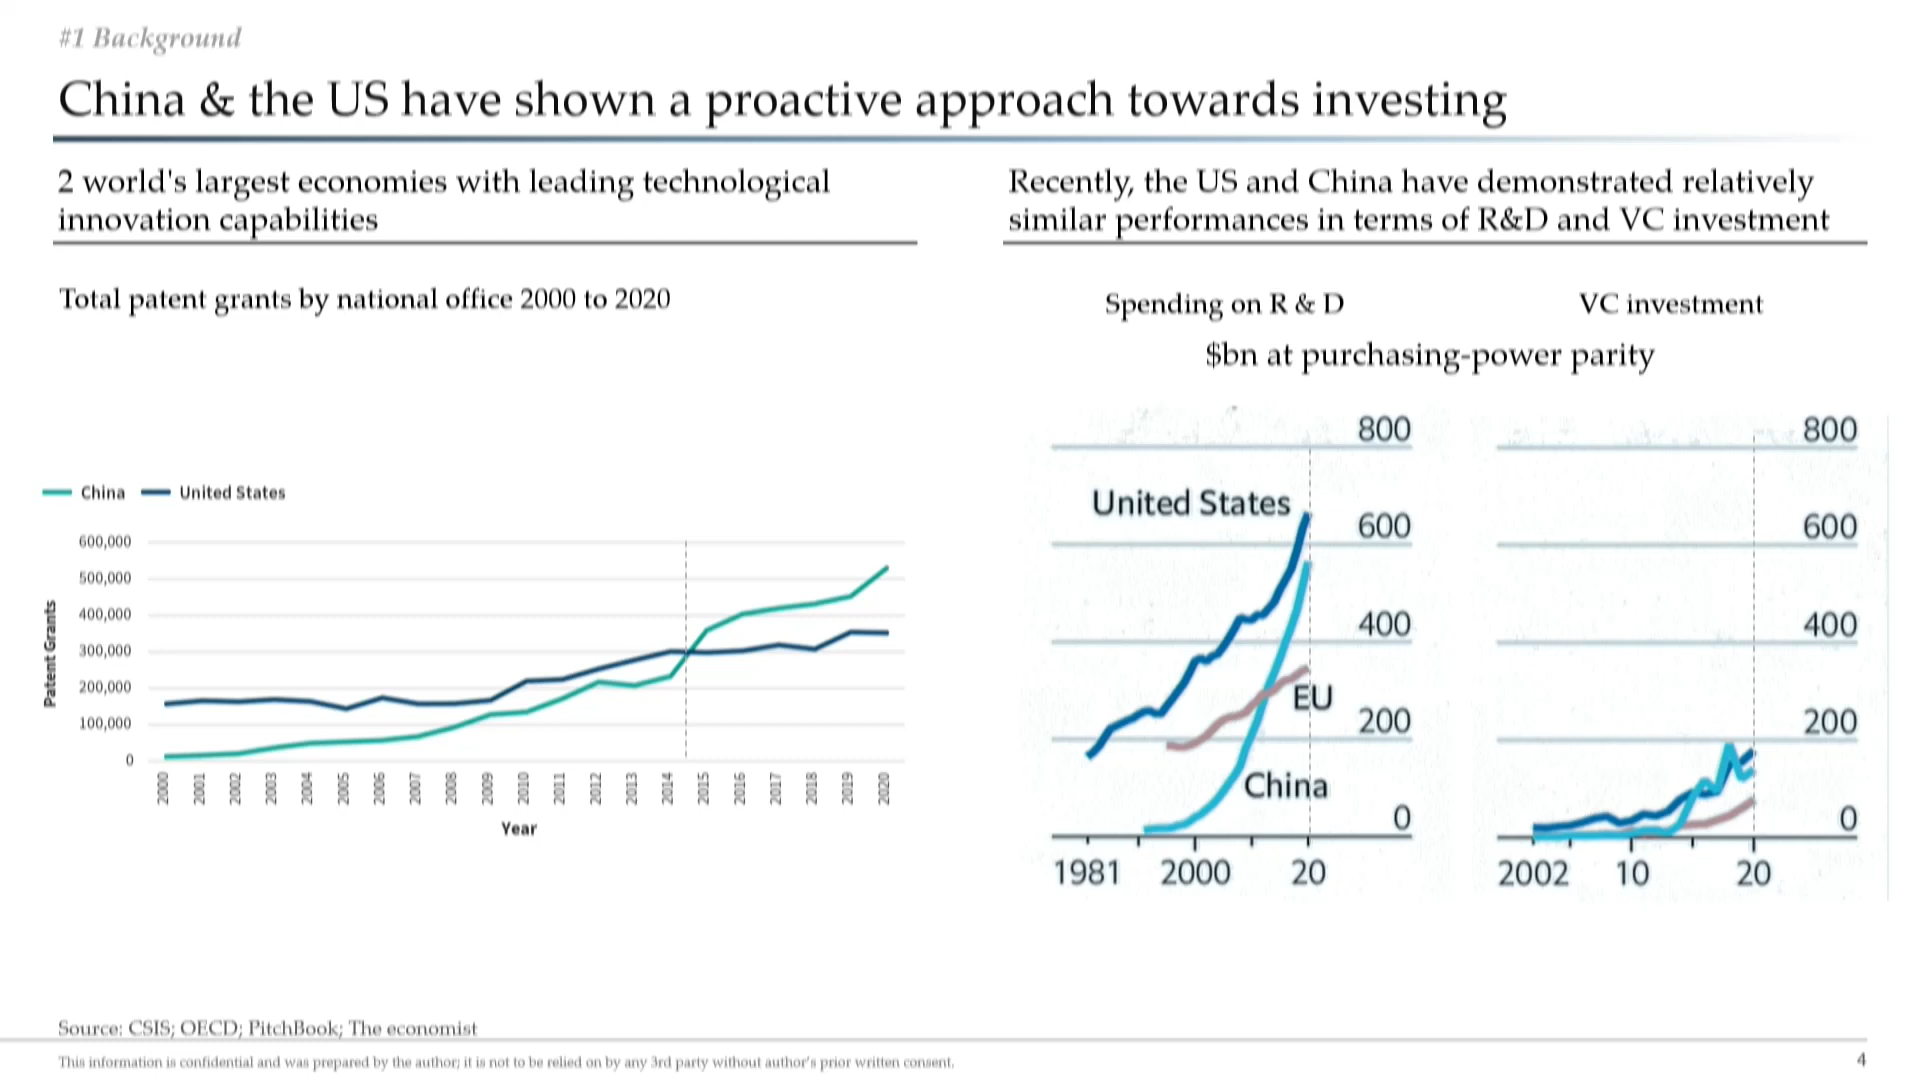 #1 Background
China & the US have shown a proactive approach towards investing
2 world's largest economies with leading technological
innovation capabilities
Total patent grants by national office 2000 to 2020
China United States
600,000
500,000
400,000
300,000
200,000
100,000
0
Patent Grants
2000 2001 2002 2003 2004 2005 2006 2007 2008 2009 2010 2011 2012 2013 2014 2015 2016 2017 2018 2019 2020
Year
Recently, the US and China have demonstrated relatively
similar performances in terms of R&D and VC investment
Spending on R & D
VC investment
$bn at purchasing-power parity
800
United States
600
400
EU
200
China
0
1981 2000 20
800
600
400
200
0
2002 10 20
Source: CSIS; OECD; PitchBook; The economist
This information is confidential and was prepared by the author; it is not to be relied on by any 3rd party without author's prior written consent.
4